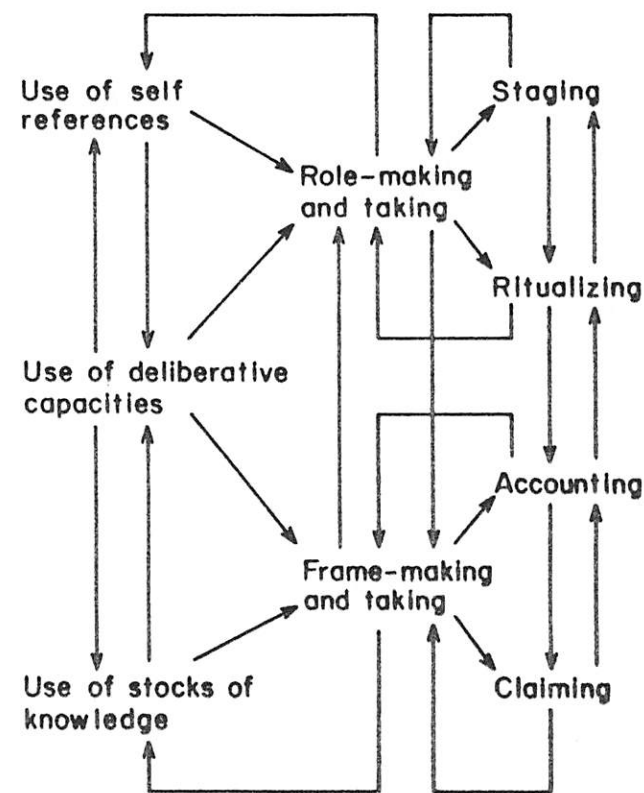 Use of self
references
Staging
Role-making
and taking
Ritualizing
Use of deliberative
capacities
Accounting
Frame-making
and taking
Use of stocks of
knowledge
Claiming